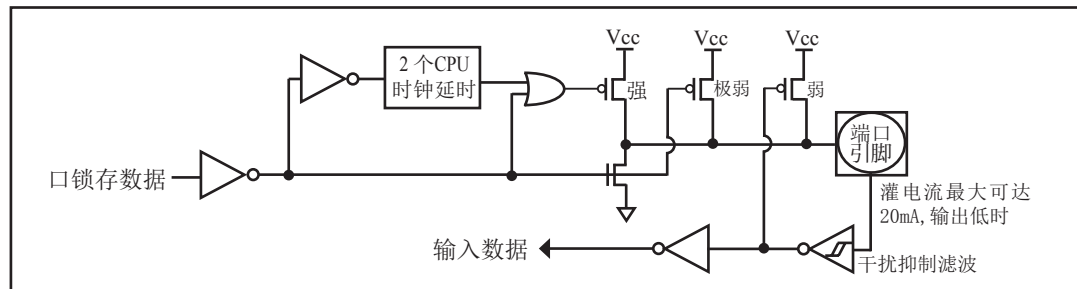 Vcc
Vcc
Vcc
2 个CPU
时钟延时
强
极弱
弱
端口
引脚
口锁存数据
灌电流最大可达
20mA,输出低时
输入数据
干扰抑制滤波